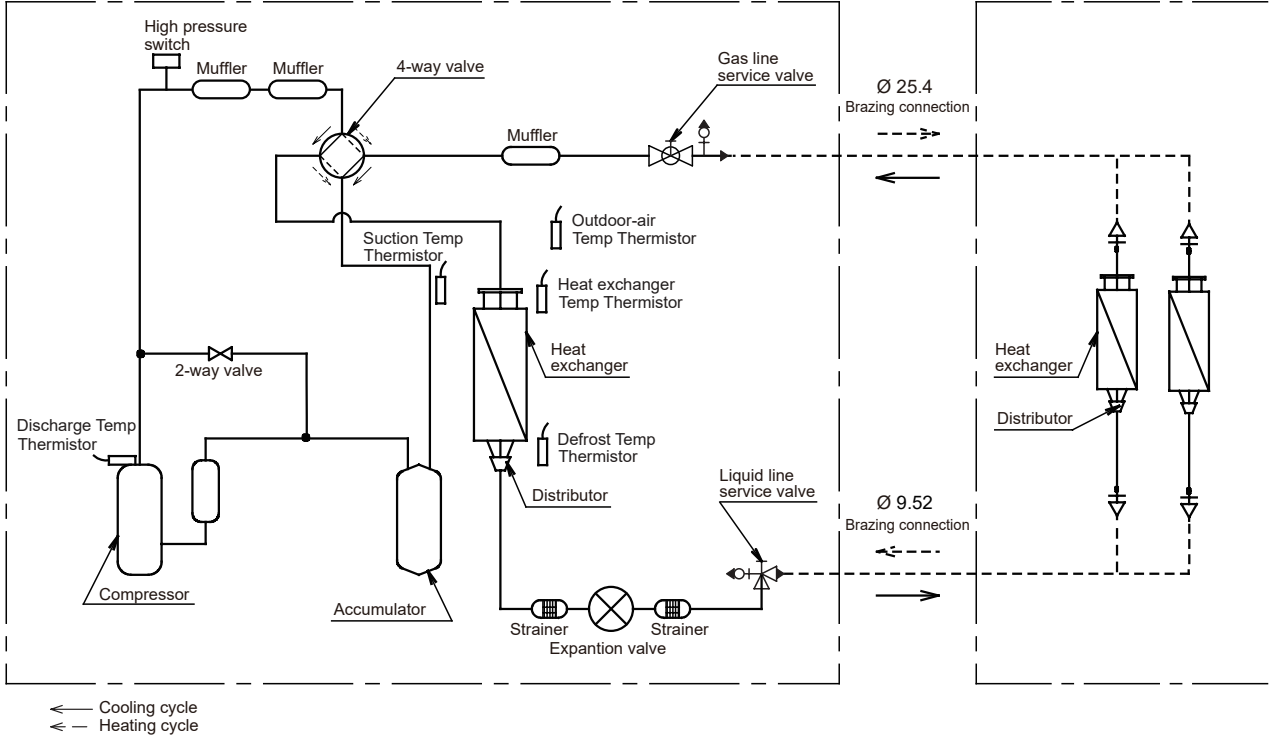 High pressure
switch
Muffler
Muffler
4-way valve
Gas line
service valve
Ø 25.4
Brazing connection
Muffler
Outdoor-air
Temp Thermistor
Suction Temp
Thermistor
Heat exchanger
Temp Thermistor
Heat
exchanger
2-way valve
Heat
exchanger
Distributor
Discharge Temp
Thermistor
Defrost Temp
Thermistor
Distributor
Liquid line
service valve
Ø 9.52
Brazing connection
Compressor
Accumulator
Strainer
Strainer
Expantion valve
Cooling cycle
Heating cycle